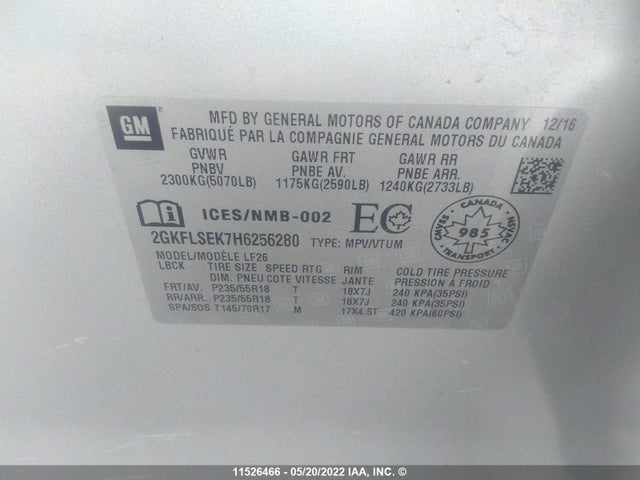 GM
MFD BY GENERAL MOTORS OF CANADA COMPANY 12/16
FABRIQUÉ PAR LA COMPAGNIE GENERAL MOTORS DU CANADA
GVWR GAWR FRT GAWR RR
PNBV PNBE AV. PNBE ARR.
2300KG(5070LB) 1175KG(2590LB) 1240KG(2733LB)
i ICES/NMB-002 EC
CANADA
CMVSS 985 NSVAC
TRANSPORT
2GKFLSEK7H6256280 TYPE: MPV/VTUM
MODEL/MODÈLE LF26
LBCK TIRE SIZE SPEED RTG RIM COLD TIRE PRESSURE
DIM. PNEU COTE VITESSE JANTE PRESSION À FROID
FRT/AV. P235/55R18 T 18X7J 240 KPA(35PSI)
RR/ARR. P235/55R18 T 18X7J 240 KPA(35PSI)
SPA/SOS T145/70R17 M 17X4.5T 420 KPA(60PSI)
11526466 - 05/20/2022 IAA, INC. ©